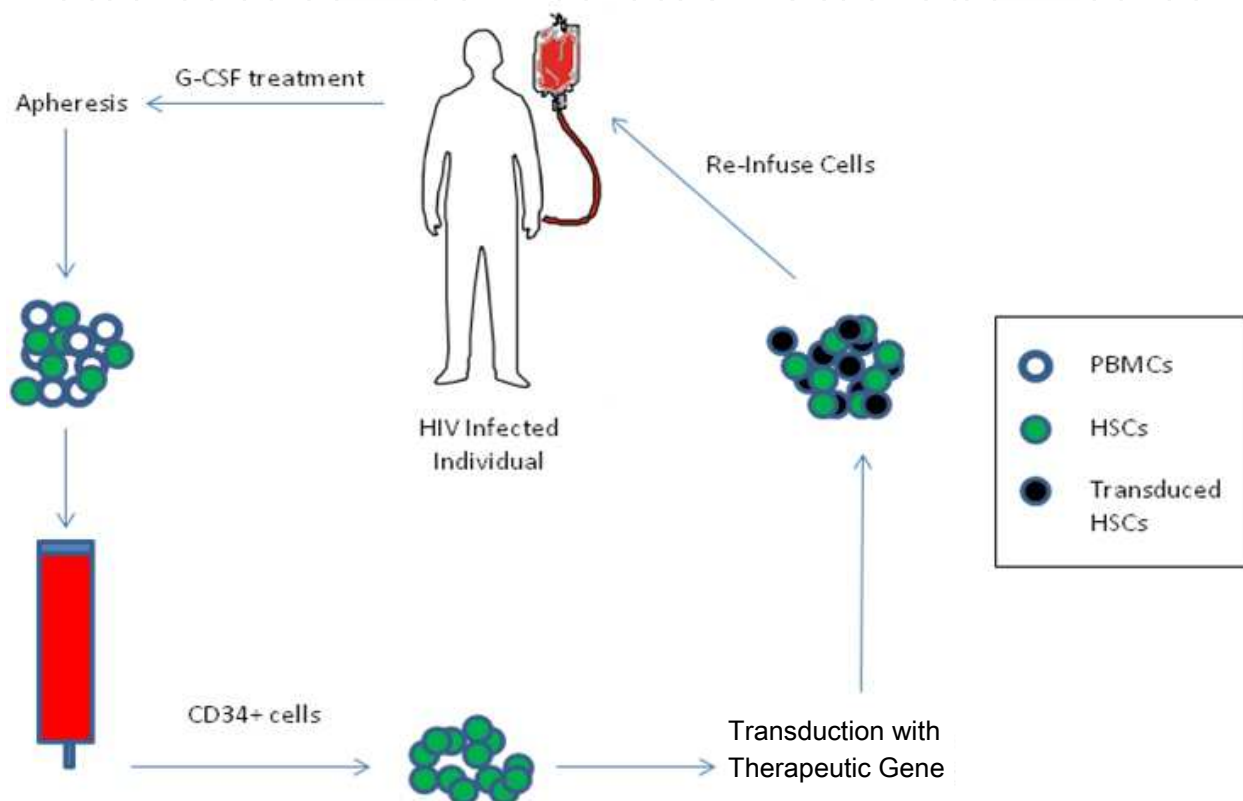 G-CSF treatment
Apheresis
Re-Infuse Cells
HIV Infected
Individual
PBMCs
HSCs
Transduced
HSCs
CD34+ cells
Transduction with
Therapeutic Gene